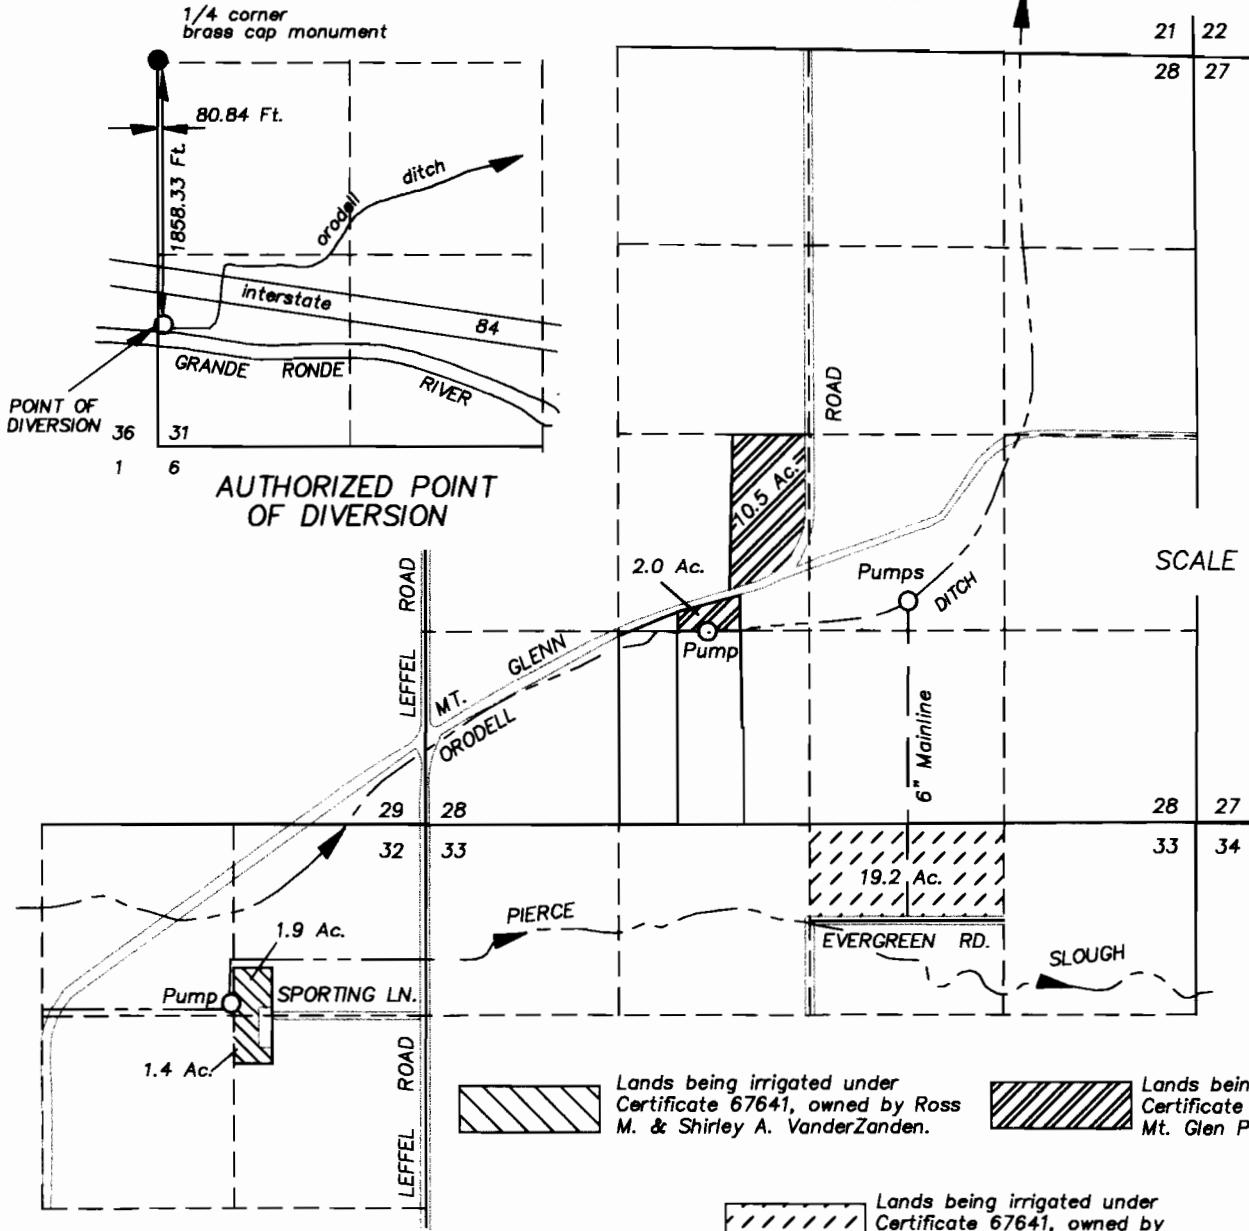 1/4 corner
brass cap monument
80.84 Ft.
1858.33 Ft.
orodell ditch
interstate 84
GRANDE RONDE RIVER
POINT OF
DIVERSION
36 31
1 6
AUTHORIZED POINT
OF DIVERSION
21 22
28 27
ROAD
10.5 Ac.
2.0 Ac.
Pumps
DITCH
SCALE
Pump
LEFFEL ROAD
MT. GLENN
ORODELL
6" Mainline
29 28
32 33
28 27
33 34
19.2 Ac.
PIERCE
EVERGREEN RD.
SLOUGH
1.9 Ac.
Pump
SPORTING LN.
1.4 Ac.
LEFFEL ROAD
Lands being irrigated under
Certificate 67641, owned by Ross
M. & Shirley A. VanderZanden.
Lands bein
Certificate
Mt. Glen P
Lands being irrigated under
Certificate 67641, owned by